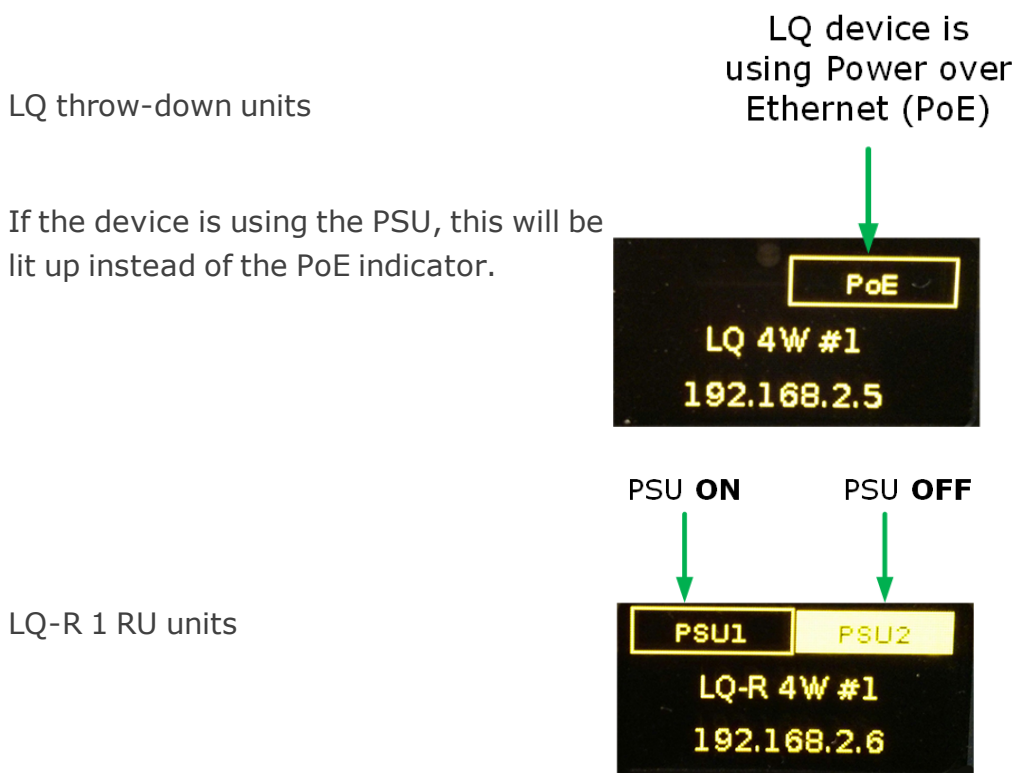 LQ device is
using Power over
Ethernet (PoE)
LQ throw-down units
If the device is using the PSU, this will be
lit up instead of the PoE indicator.
PoE
LQ 4W #1
192.168.2.5
PSU ON PSU OFF
LQ-R 1 RU units
PSU1 PSU2
LQ-R 4W #1
192.168.2.6